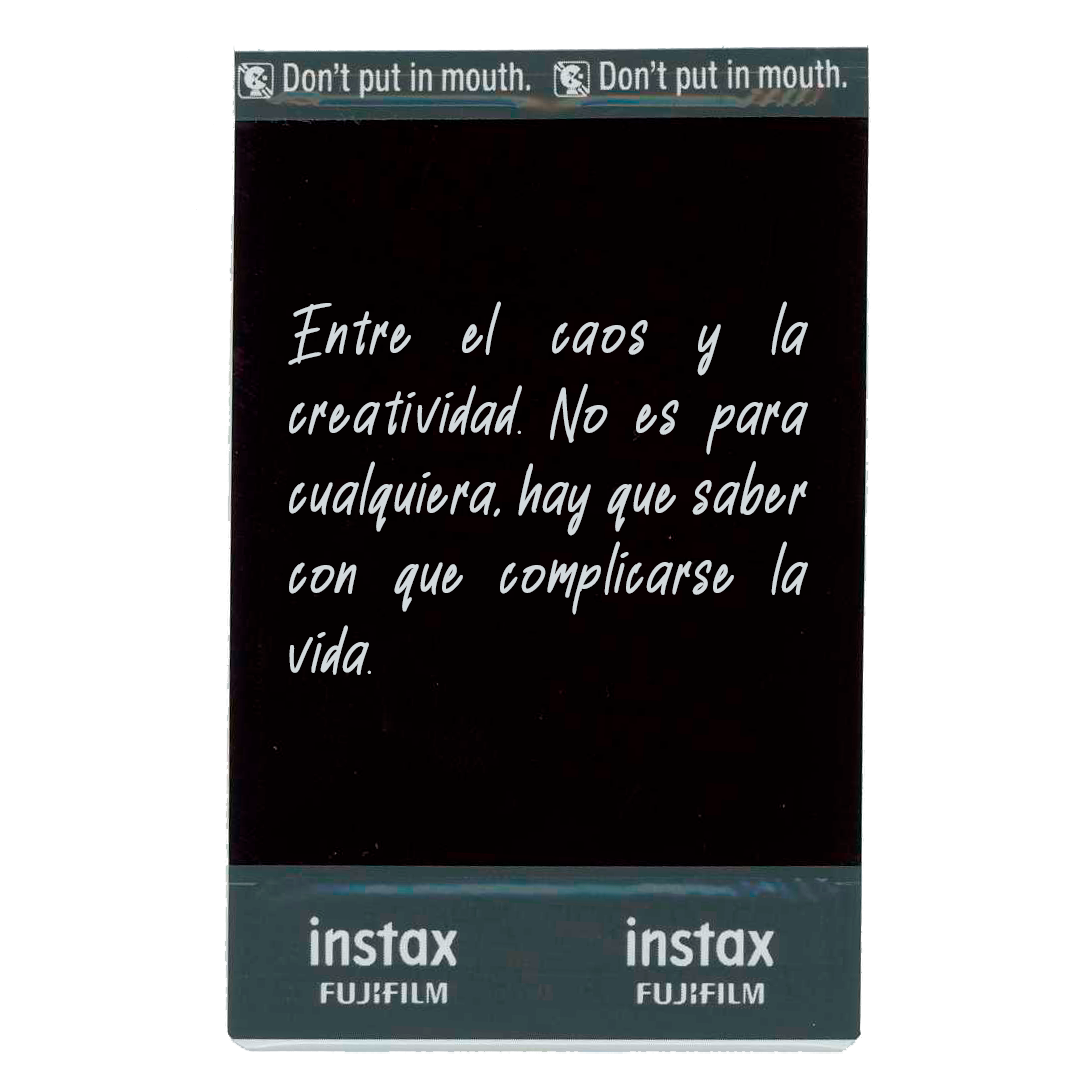 Don't put in mouth. Don't put in mouth.
Entre el caos y la
creatividad. No es para
cualquiera, hay que saber
con que complicarse la
vida.
instax instax
FUJIFILM FUJIFILM